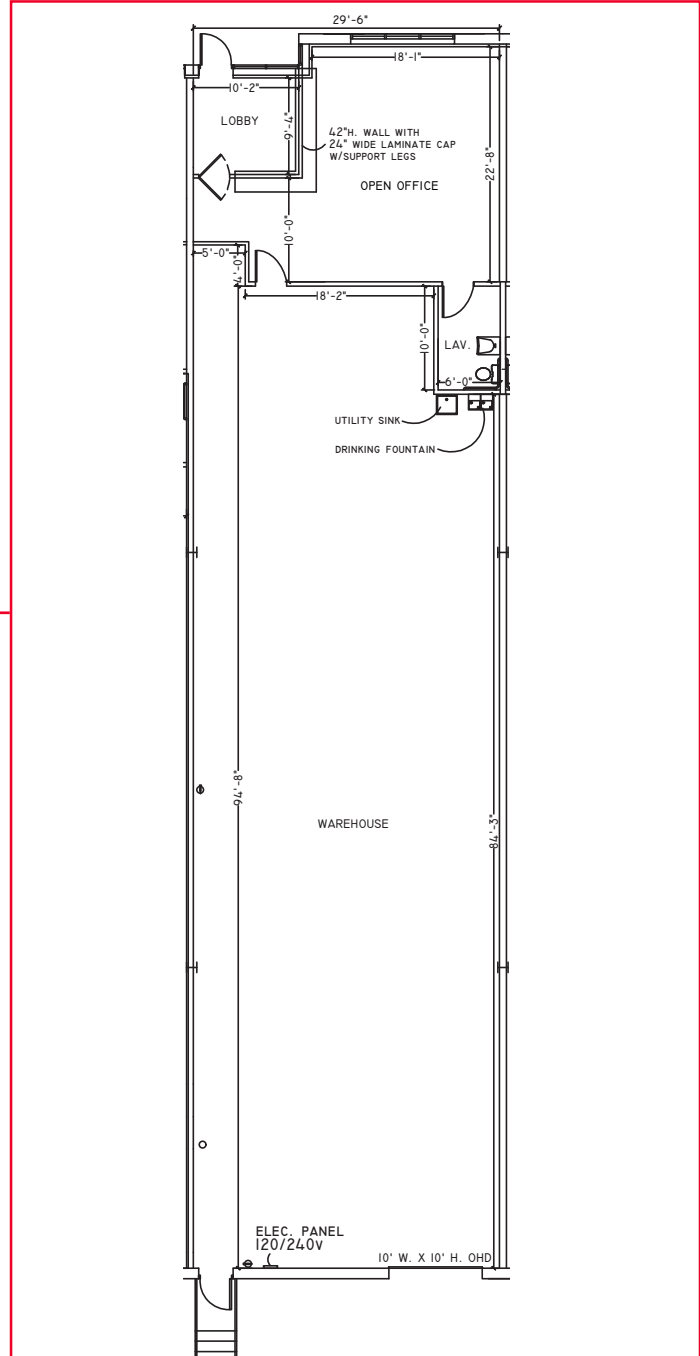 29'-6"
18'-1"
10'-2"
LOBBY
9'-4"
42"H. WALL WITH
24" WIDE LAMINATE CAP
W/SUPPORT LEGS
22'-8"
OPEN OFFICE
10'-0"
5'-0"
4'-0"
18'-2"
10'-0"
LAV.
6'-0"
UTILITY SINK
DRINKING FOUNTAIN
94'-8"
WAREHOUSE
84'-3"
ELEC. PANEL
120/240V
10' W. X 10' H. OHD